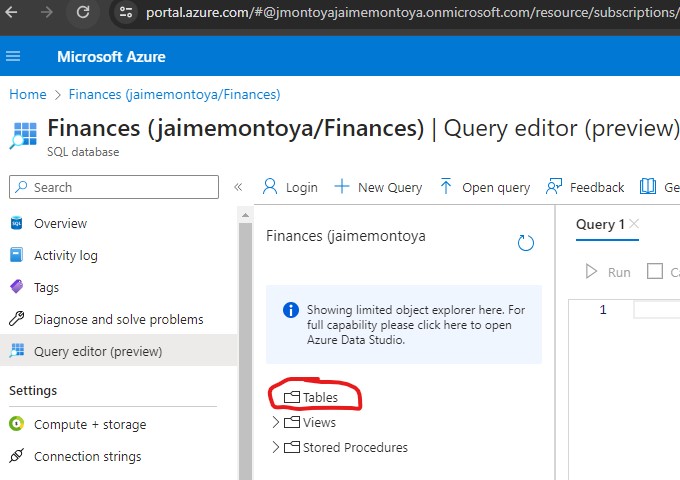 portal.azure.com/#@jmontoyajaimemontoya.onmicrosoft.com/resource/subscriptions/
Microsoft Azure
Home > Finances (jaimemontoya/Finances)
Finances (jaimemontoya/Finances) | Query editor (preview)
SQL database
Search
Login
New Query
Open query
Feedback
Ge
Overview
Activity log
Tags
Diagnose and solve problems
Query editor (preview)
Settings
Compute + storage
Connection strings
Finances (jaimemontoya
Showing limited object explorer here. For
full capability please click here to open
Azure Data Studio.
Tables
Views
Stored Procedures
Query 1
Run
Ca
1